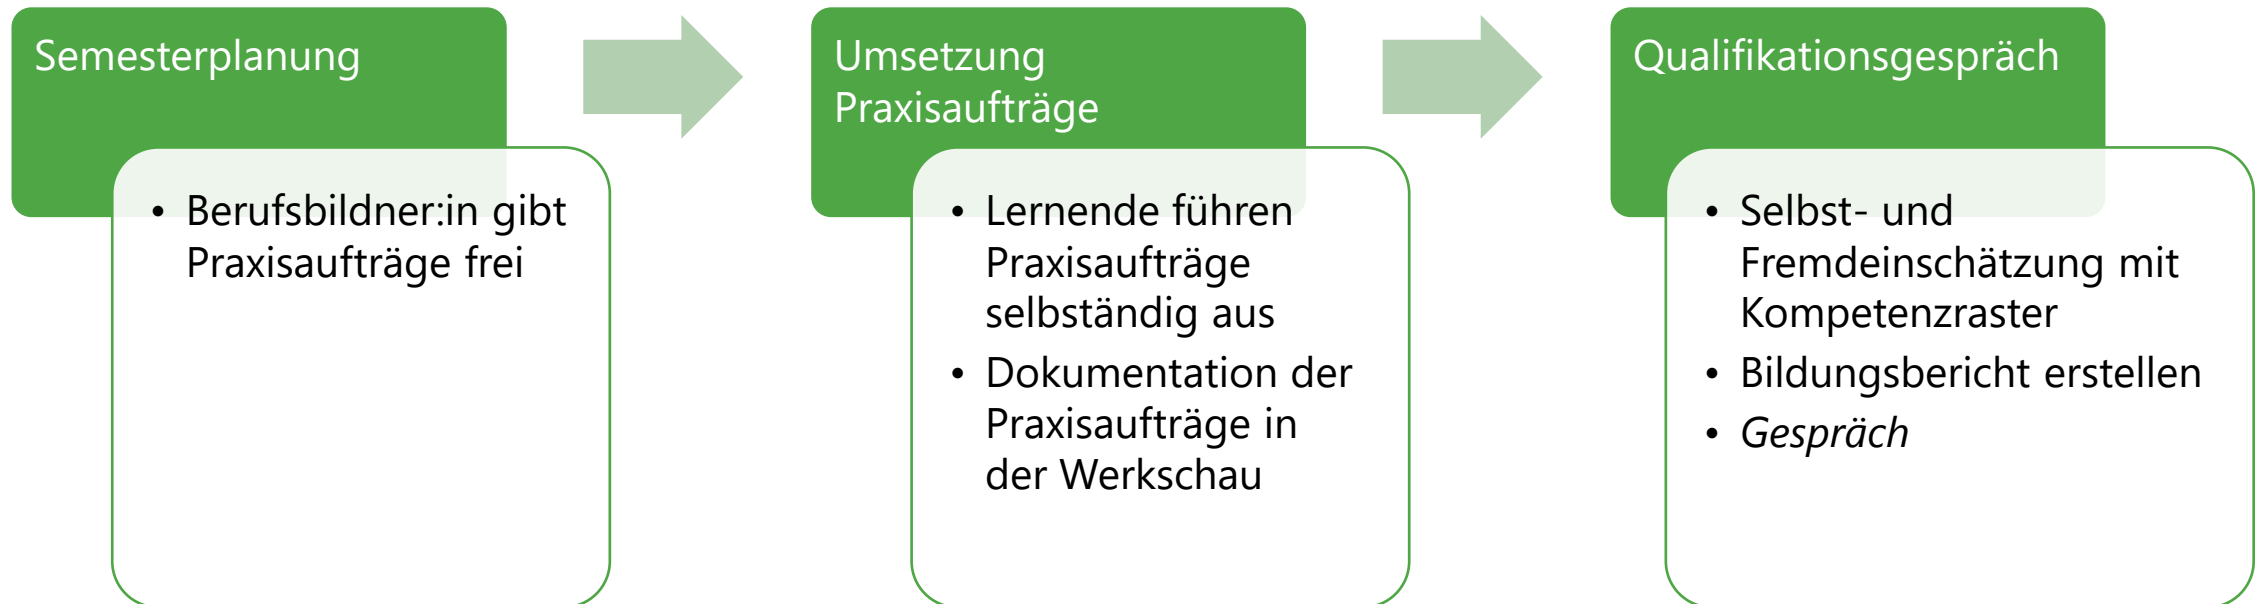 Semesterplanung
• Berufsbildner:in gibt
Praxisaufträge frei
Umsetzung
Praxisaufträge
• Lernende führen
Praxisaufträge
selbständig aus
• Dokumentation der
Praxisaufträge in
der Werkschau
Qualifikationsgespräch
• Selbst- und
Fremdeinschätzung mit
Kompetenzraster
• Bildungsbericht erstellen
• Gespräch